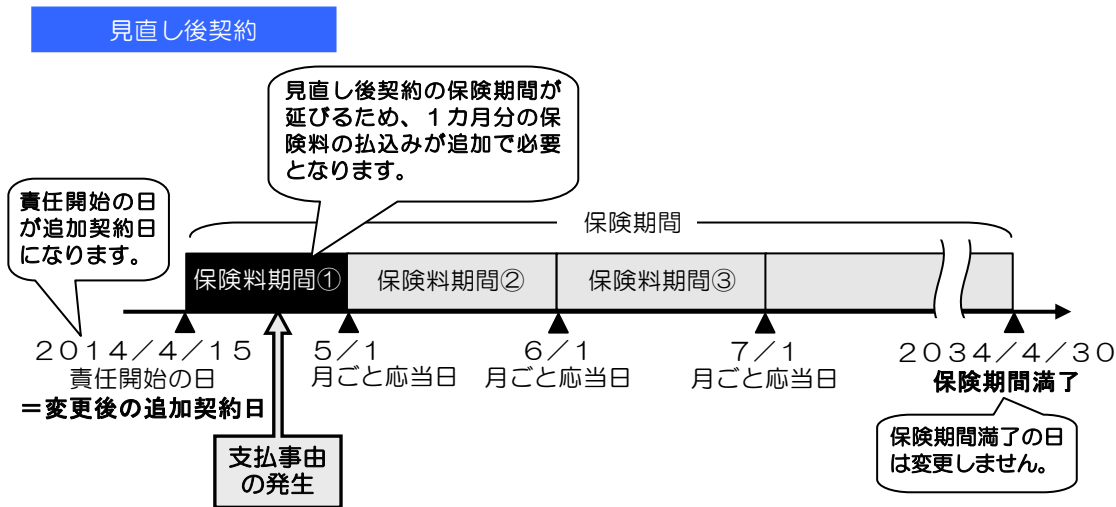 見直し後契約
見直し後契約の保険期間が
延びるため、１カ月分の保
険料の払込みが追加で必要
となります。
責任開始の日
が追加契約日
になります。
保険期間
保険料期間①
保険料期間②
保険料期間③
２０１４／４／１５
責任開始の日
＝変更後の追加契約日
５／１
月ごと応当日
６／１
月ごと応当日
７／１
月ごと応当日
２０３４／４／３０
保険期間満了
支払事由
の発生
保険期間満了の日
は変更しません。